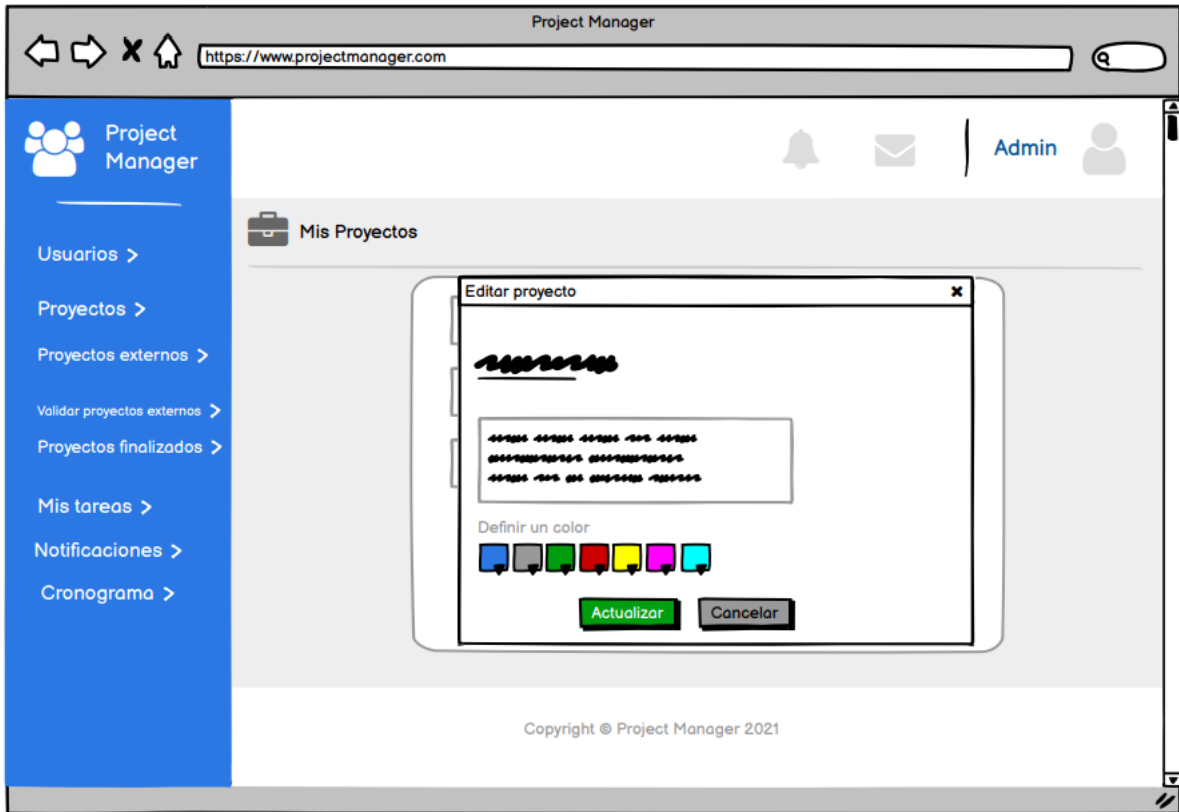 Project Manager
https://www.projectmanager.com
Project
Manager
Admin
Mis Proyectos
Usuarios >
Proyectos >
Proyectos externos >
Validar proyectos externos >
Proyectos finalizados >
Mis tareas >
Notificaciones >
Cronograma >
Editar proyecto
Definir un color
Actualizar Cancelar
Copyright © Project Manager 2021